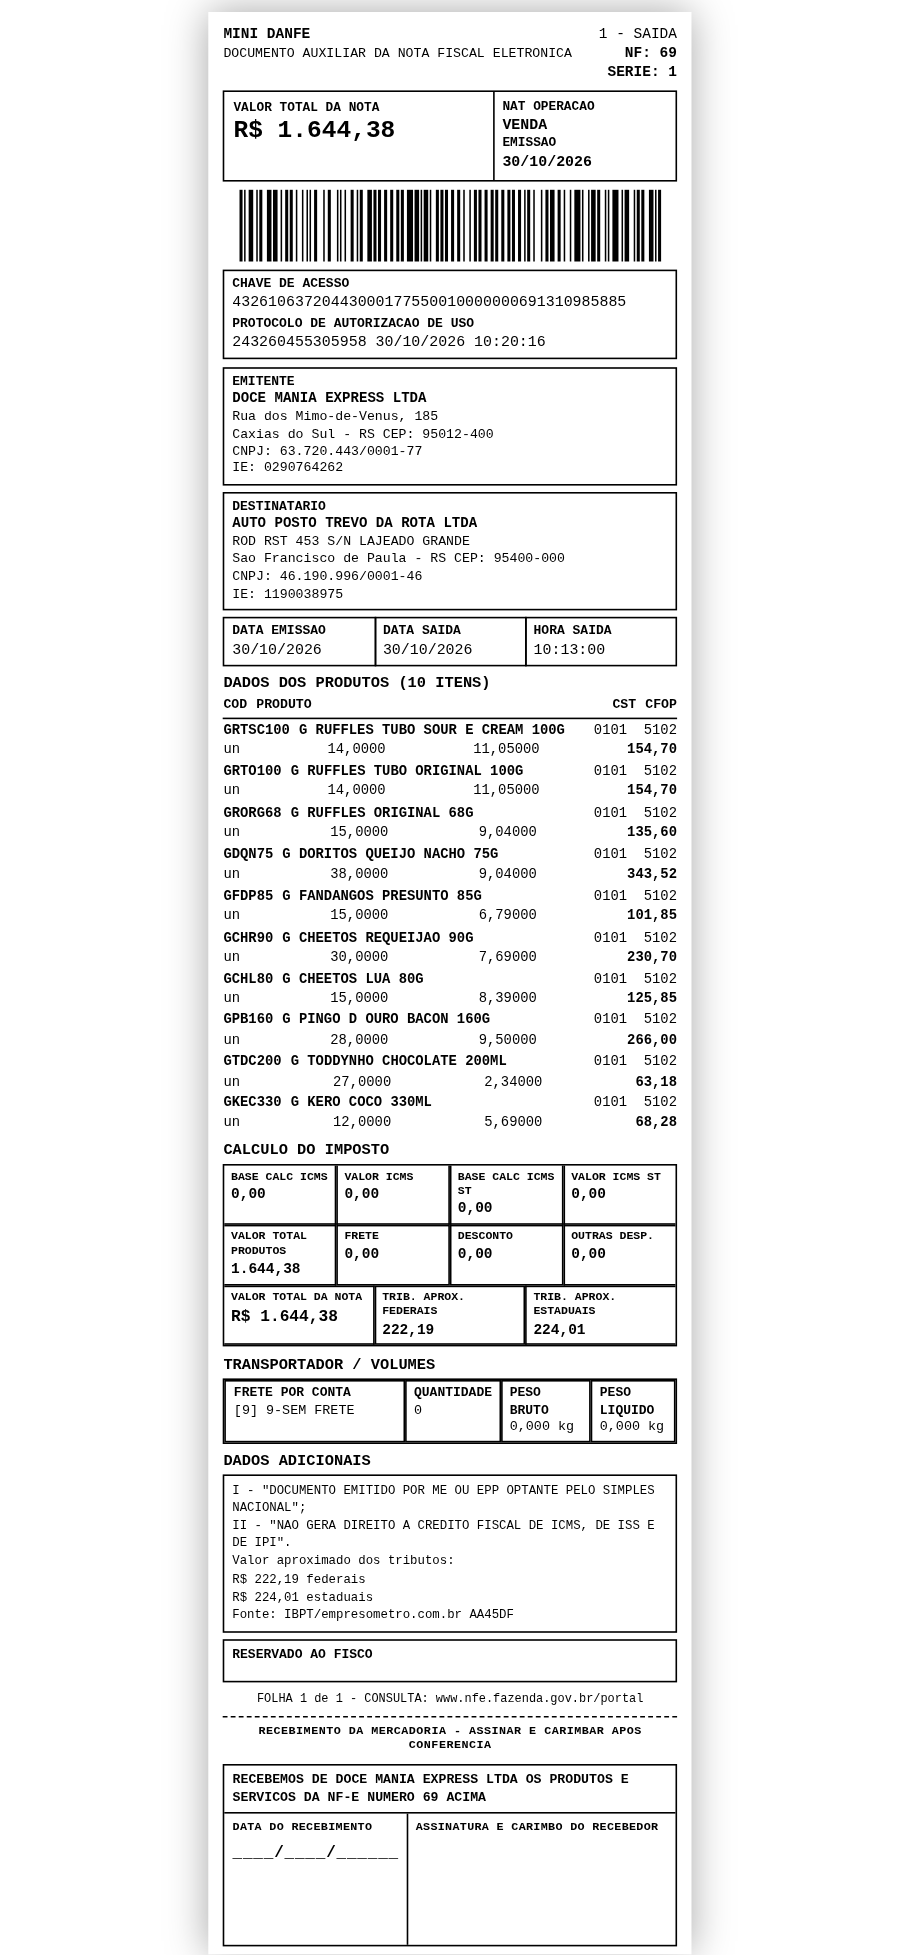 MINI DANFE
1 - SAIDA
DOCUMENTO AUXILIAR DA NOTA FISCAL ELETRONICA
NF: 69
SERIE: 1
VALOR TOTAL DA NOTA
R$ 1.644,38
NAT OPERACAO
VENDA
EMISSAO
30/10/2026
CHAVE DE ACESSO
43261063720443000177550010000000691310985885
PROTOCOLO DE AUTORIZACAO DE USO
243260455305958 30/10/2026 10:20:16
EMITENTE
DOCE MANIA EXPRESS LTDA
Rua dos Mimo-de-Venus, 185
Caxias do Sul - RS CEP: 95012-400
CNPJ: 63.720.443/0001-77
IE: 0290764262
DESTINATARIO
AUTO POSTO TREVO DA ROTA LTDA
ROD RST 453 S/N LAJEADO GRANDE
Sao Francisco de Paula - RS CEP: 95400-000
CNPJ: 46.190.996/0001-46
IE: 1190038975
DATA EMISSAO DATA SAIDA HORA SAIDA
30/10/2026 30/10/2026 10:13:00
DADOS DOS PRODUTOS (10 ITENS)
COD PRODUTO CST CFOP
GRTSC100 G RUFFLES TUBO SOUR E CREAM 100G 0101 5102
un 14,0000 11,05000 154,70
GRTO100 G RUFFLES TUBO ORIGINAL 100G 0101 5102
un 14,0000 11,05000 154,70
GRORG68 G RUFFLES ORIGINAL 68G 0101 5102
un 15,0000 9,04000 135,60
GDQN75 G DORITOS QUEIJO NACHO 75G 0101 5102
un 38,0000 9,04000 343,52
GFDP85 G FANDANGOS PRESUNTO 85G 0101 5102
un 15,0000 6,79000 101,85
GCHR90 G CHEETOS REQUEIJAO 90G 0101 5102
un 30,0000 7,69000 230,70
GCHL80 G CHEETOS LUA 80G 0101 5102
un 15,0000 8,39000 125,85
GPB160 G PINGO D OURO BACON 160G 0101 5102
un 28,0000 9,50000 266,00
GTDC200 G TODDYNHO CHOCOLATE 200ML 0101 5102
un 27,0000 2,34000 63,18
GKEC330 G KERO COCO 330ML 0101 5102
un 12,0000 5,69000 68,28
CALCULO DO IMPOSTO
BASE CALC ICMS
0,00
VALOR ICMS
0,00
BASE CALC ICMS
ST
0,00
VALOR ICMS ST
0,00
VALOR TOTAL
PRODUTOS
1.644,38
FRETE
0,00
DESCONTO
0,00
OUTRAS DESP.
0,00
VALOR TOTAL DA NOTA
R$ 1.644,38
TRIB. APROX.
FEDERAIS
222,19
TRIB. APROX.
ESTADUAIS
224,01
TRANSPORTADOR / VOLUMES
FRETE POR CONTA
[9] 9-SEM FRETE
QUANTIDADE
0
PESO
BRUTO
0,000 kg
PESO
LIQUIDO
0,000 kg
DADOS ADICIONAIS
I - "DOCUMENTO EMITIDO POR ME OU EPP OPTANTE PELO SIMPLES
NACIONAL";
II - "NAO GERA DIREITO A CREDITO FISCAL DE ICMS, DE ISS E
DE IPI".
Valor aproximado dos tributos:
R$ 222,19 federais
R$ 224,01 estaduais
Fonte: IBPT/empresometro.com.br AA45DF
RESERVADO AO FISCO
FOLHA 1 de 1 - CONSULTA: www.nfe.fazenda.gov.br/portal
RECEBIMENTO DA MERCADORIA - ASSINAR E CARIMBAR APOS
CONFERENCIA
RECEBEMOS DE DOCE MANIA EXPRESS LTDA OS PRODUTOS E
SERVICOS DA NF-E NUMERO 69 ACIMA
DATA DO RECEBIMENTO
____/____/______
ASSINATURA E CARIMBO DO RECEBEDOR